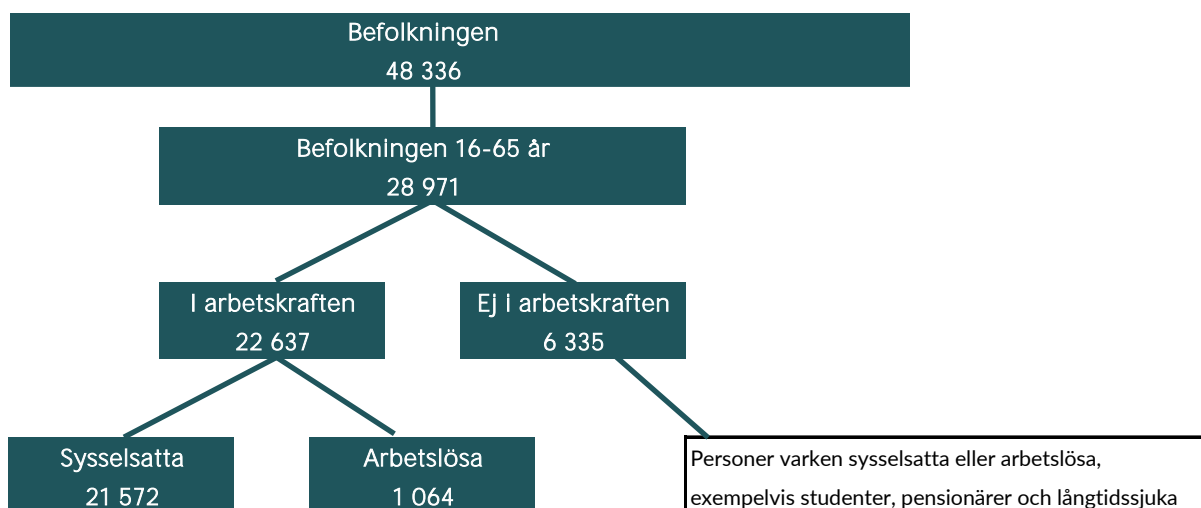 Befolkningen
48 336
Befolkningen 16-65 år
28 971
I arbetskraften
22 637
Ej i arbetskraften
6 335
Sysselsatta
21 572
Arbetslösa
1 064
Personer varken sysselsatta eller arbetslösa,
exempelvis studenter, pensionärer och långtidssjuka